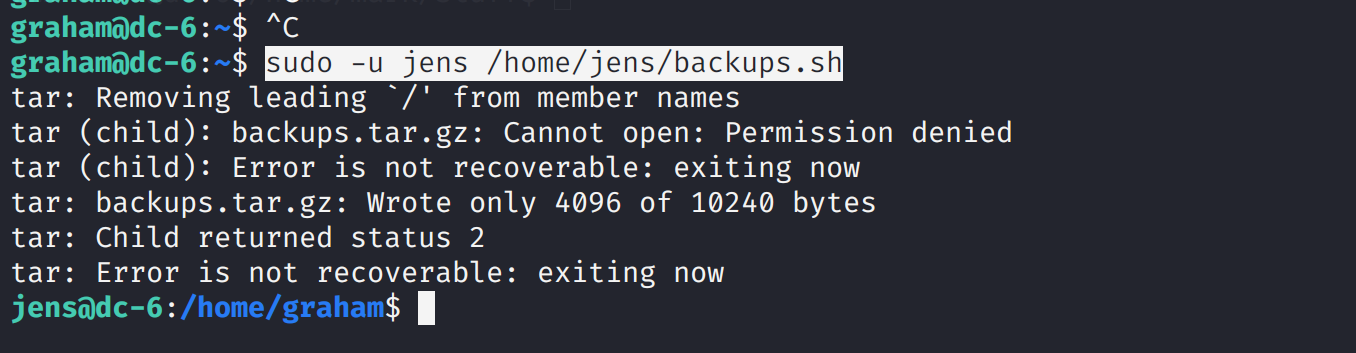 graham@dc-6:~$ ^C
graham@dc-6:~$ sudo -u jens /home/jens/backups.sh
tar: Removing leading `/' from member names
tar (child): backups.tar.gz: Cannot open: Permission denied
tar (child): Error is not recoverable: exiting now
tar: backups.tar.gz: Wrote only 4096 of 10240 bytes
tar: Child returned status 2
tar: Error is not recoverable: exiting now
jens@dc-6:/home/graham$